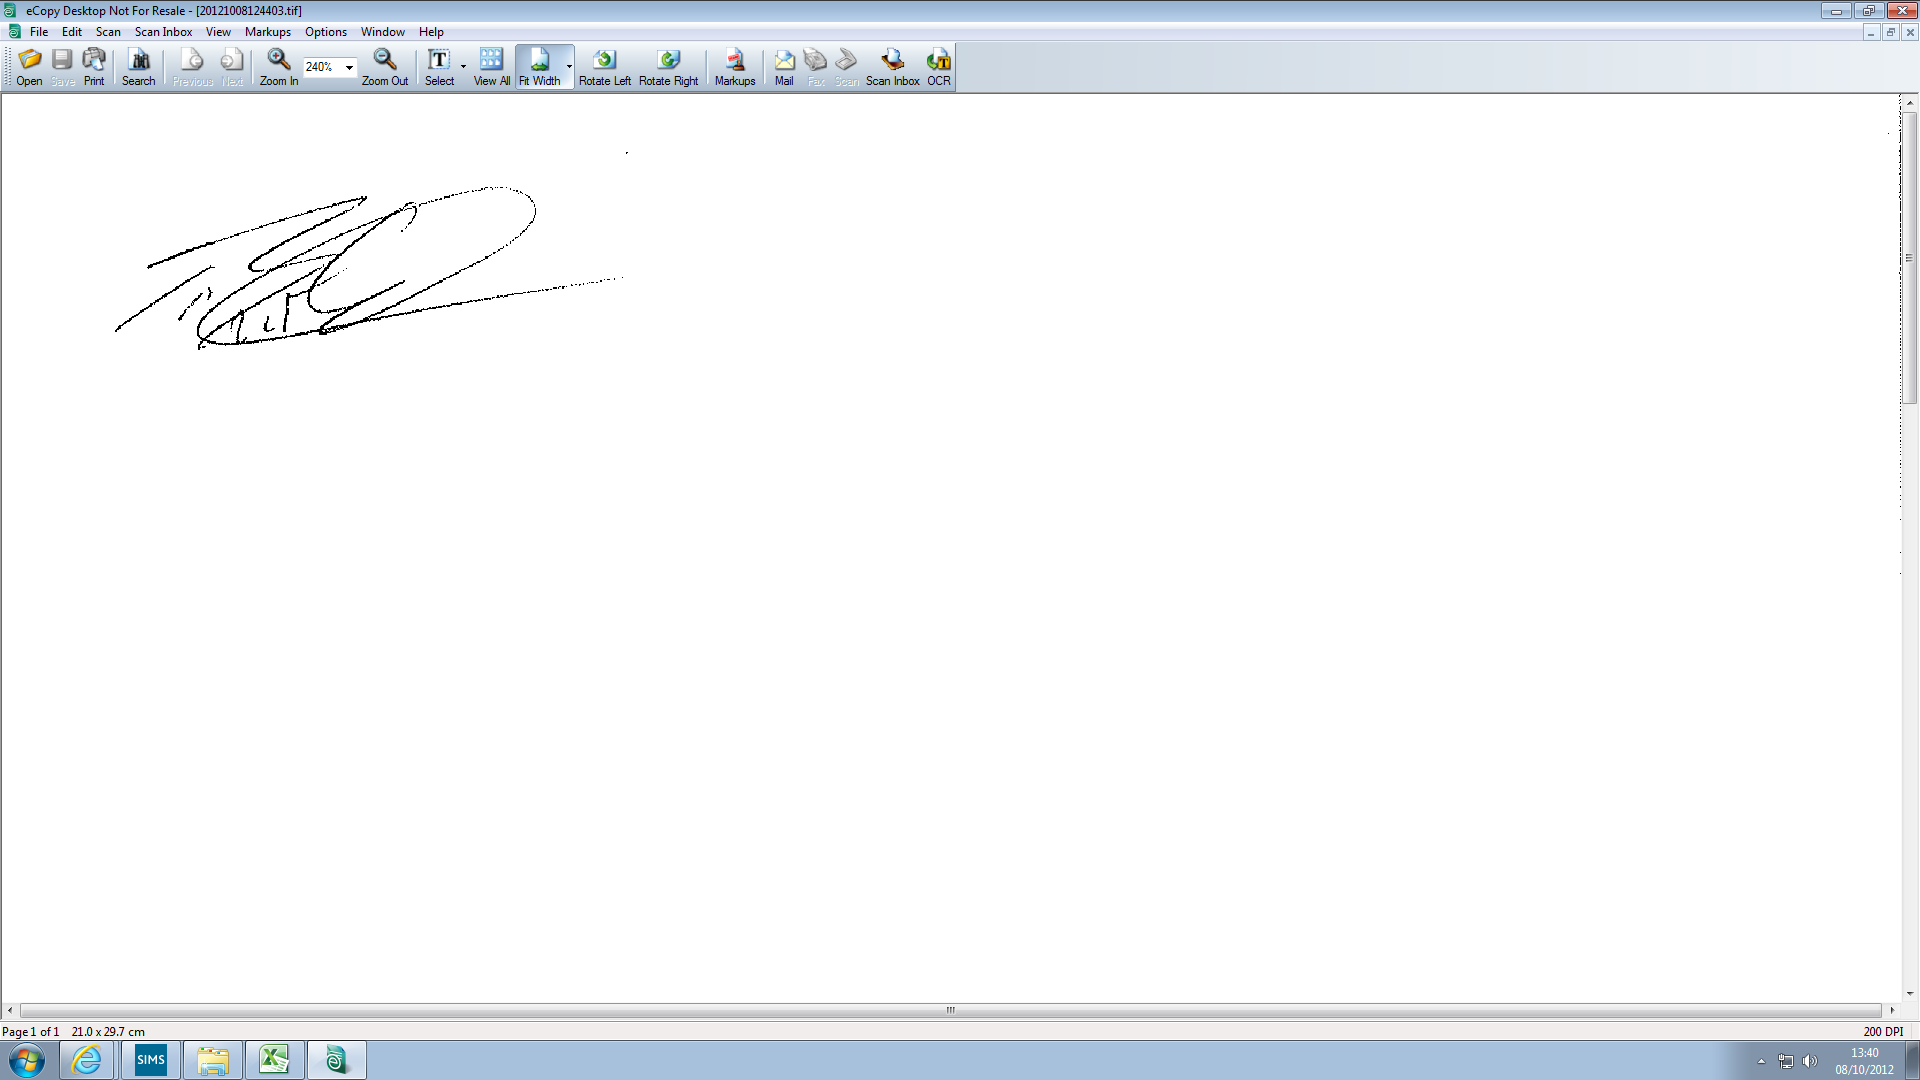 eCopy Desktop Not For Resale - [20121008124403.tif]
File Edit Scan Scan Inbox View Markups Options Window Help
Open Save Print Search Previous Next Zoom In 240% Zoom Out Select View All Fit Width Rotate Left Rotate Right Markups Mail Fax Scan Scan Inbox OCR
Page 1 of 1 21.0 x 29.7 cm 200 DPI
SIMS
13:40
08/10/2012